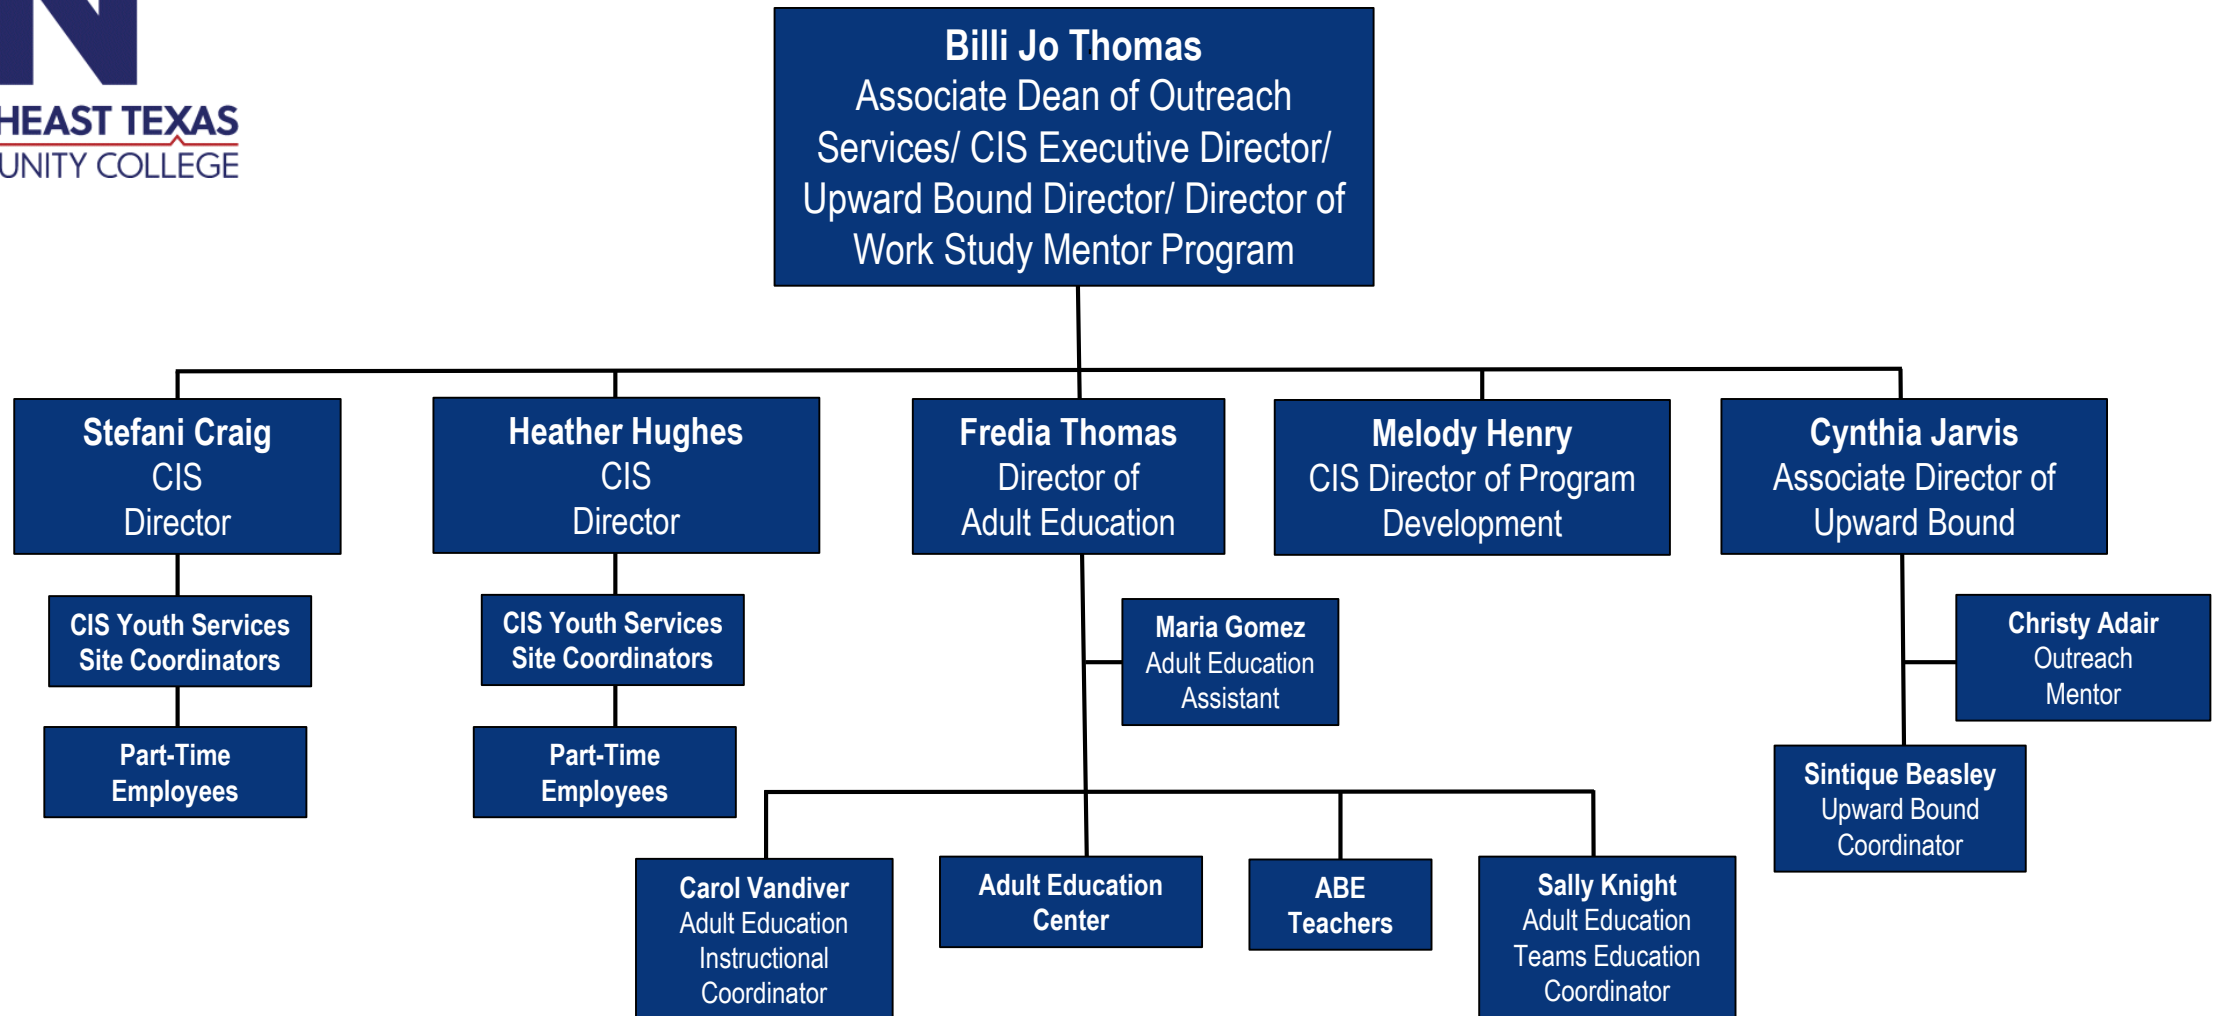 N
HEAST TEXAS
UNITY COLLEGE
Billi Jo Thomas
Associate Dean of Outreach
Services/ CIS Executive Director/
Upward Bound Director/ Director of
Work Study Mentor Program
Stefani Craig
CIS
Director
Heather Hughes
CIS
Director
Fredia Thomas
Director of
Adult Education
Melody Henry
CIS Director of Program
Development
Cynthia Jarvis
Associate Director of
Upward Bound
CIS Youth Services
Site Coordinators
CIS Youth Services
Site Coordinators
Maria Gomez
Adult Education
Assistant
Christy Adair
Outreach
Mentor
Part-Time
Employees
Part-Time
Employees
Sintique Beasley
Upward Bound
Coordinator
Carol Vandiver
Adult Education
Instructional
Coordinator
Adult Education
Center
ABE
Teachers
Sally Knight
Adult Education
Teams Education
Coordinator